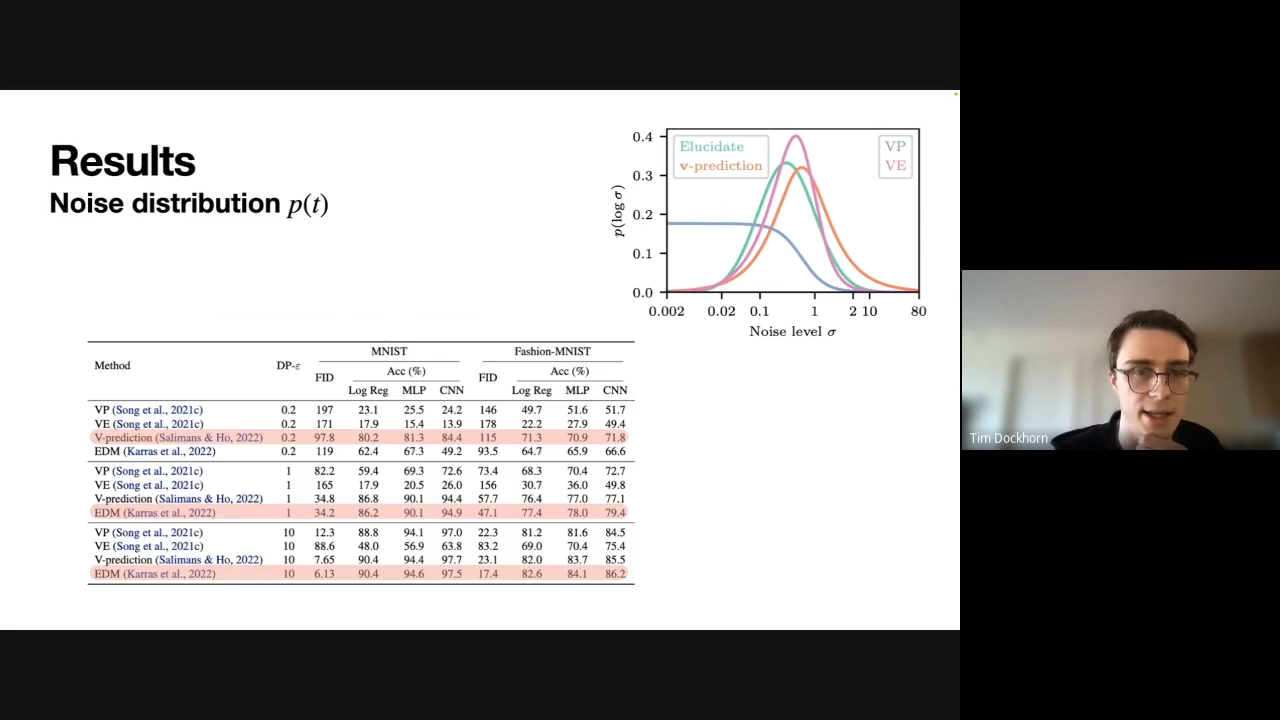 Results
Noise distribution p(t)
0.4
0.3
0.2
0.1
0.0
p(log σ)
Elucidate
v-prediction
VP
VE
0.002 0.02 0.1 1 2 10 80
Noise level σ
Method DP-ε MNIST Fashion-MNIST
FID Acc (%) FID Acc (%)
Log Reg MLP CNN Log Reg MLP CNN
VP (Song et al., 2021c) 0.2 197 23.1 25.5 24.2 146 49.7 51.6 51.7
VE (Song et al., 2021c) 0.2 171 17.9 15.4 13.9 178 22.2 27.9 49.4
V-prediction (Salimans & Ho, 2022) 0.2 97.8 80.2 81.3 84.4 115 71.3 70.9 71.8
EDM (Karras et al., 2022) 0.2 119 62.4 67.3 49.2 93.5 64.7 65.9 66.6
VP (Song et al., 2021c) 1 82.2 59.4 69.3 72.6 73.4 68.3 70.4 72.7
VE (Song et al., 2021c) 1 165 17.9 20.5 26.0 156 30.7 36.0 49.8
V-prediction (Salimans & Ho, 2022) 1 34.8 86.8 90.1 94.4 57.7 76.4 77.0 77.1
EDM (Karras et al., 2022) 1 34.2 86.2 90.1 94.9 47.1 77.4 78.0 79.4
VP (Song et al., 2021c) 10 12.3 88.8 94.1 97.0 22.3 81.2 81.6 84.5
VE (Song et al., 2021c) 10 88.6 48.0 56.9 63.8 83.2 69.0 70.4 75.4
V-prediction (Salimans & Ho, 2022) 10 7.65 90.4 94.4 97.7 23.1 82.0 83.7 85.5
EDM (Karras et al., 2022) 10 6.13 90.4 94.6 97.5 17.4 82.6 84.1 86.2
Tim Dockhorn